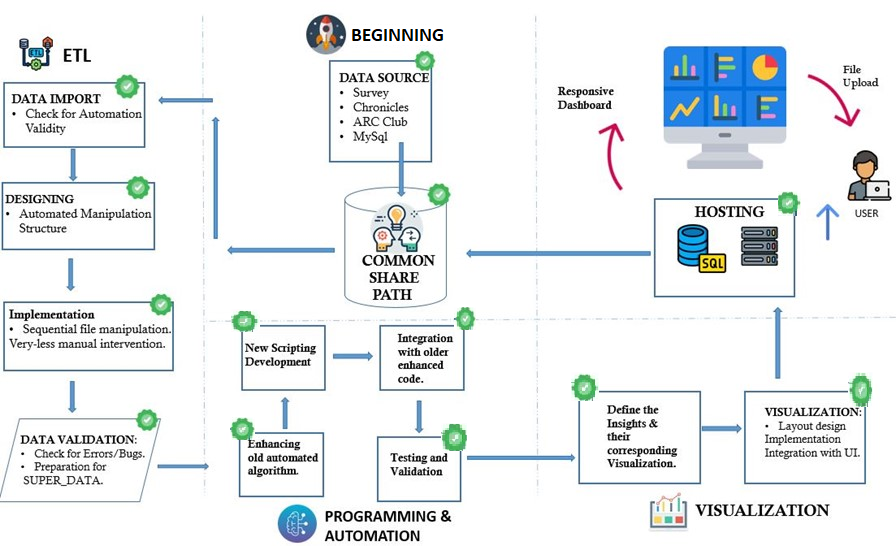 BEGINNING
ETL
DATA SOURCE
• Survey
• Chronicles
• ARC Club
• MySql
DATA IMPORT
• Check for Automation
Validity
DESIGNING
• Automated Manipulation
Structure
Implementation
• Sequential file manipulation.
Very-less manual intervention.
DATA VALIDATION:
• Check for Errors/Bugs.
• Preparation for
SUPER_DATA.
COMMON
SHARE
PATH
New Scripting
Development
Integration
with older
enhanced
code.
Enhancing
old automated
algorithm.
Testing and
Validation
PROGRAMMING &
AUTOMATION
Responsive
Dashboard
File
Upload
USER
HOSTING
SQL
Define the
Insights &
their
corresponding
Visualization.
VISUALIZATION:
• Layout design
Implementation
Integration with UI.
VISUALIZATION